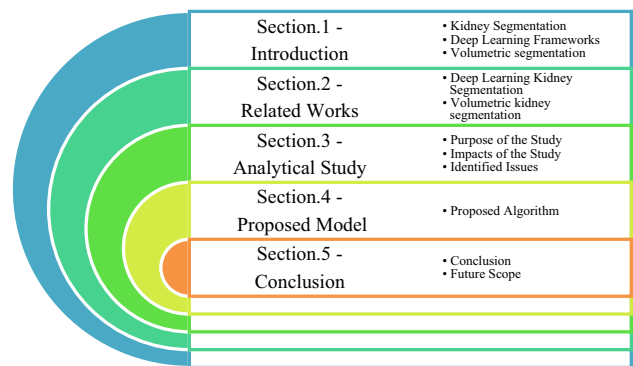 Section.1 -
Introduction
• Kidney Segmentation
• Deep Learning Frameworks
• Volumetric segmentation
Section.2 -
Related Works
• Deep Learning Kidney
Segmentation
• Volumetric kidney
segmentation
Section.3 -
Analytical Study
• Purpose of the Study
• Impacts of the Study
• Identified Issues
Section.4 -
Proposed Model
• Proposed Algorithm
Section.5 -
Conclusion
• Conclusion
• Future Scope